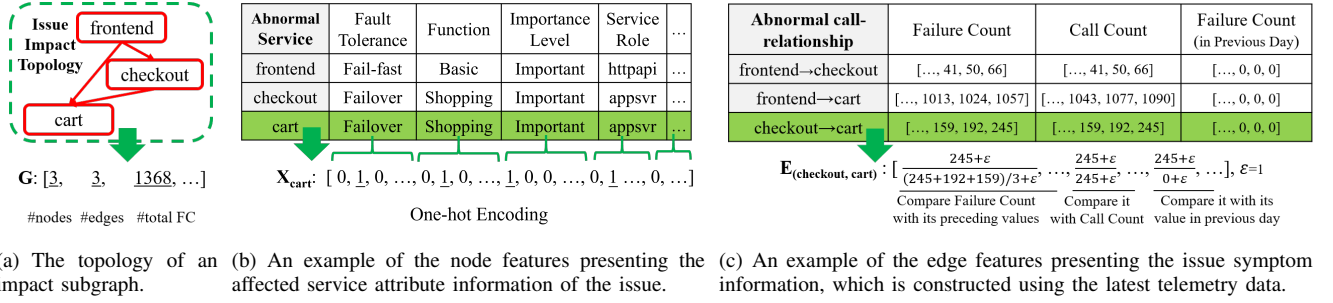 Issue
Impact
Topology
frontend
checkout
cart
G: [3, 3, 1368, …]
#nodes #edges #total FC
(a) The topology of an
impact subgraph.
Abnormal Service | Fault Tolerance | Function | Importance Level | Service Role | …
frontend | Fail-fast | Basic | Important | httpapi | …
checkout | Failover | Shopping | Important | appsvr | …
cart | Failover | Shopping | Important | appsvr | …
X_cart: [ 0, 1, 0, …, 0, 1, 0, …, 1, 0, 0, …, 0, 1 …, 0, …]
One-hot Encoding
(b) An example of the node features presenting the
affected service attribute information of the issue.
Abnormal call-relationship | Failure Count | Call Count | Failure Count (in Previous Day)
frontend→checkout | […, 41, 50, 66] | […, 41, 50, 66] | […, 0, 0, 0]
frontend→cart | […, 1013, 1024, 1057] | […, 1043, 1077, 1090] | […, 0, 0, 0]
checkout→cart | […, 159, 192, 245] | […, 159, 192, 245] | […, 0, 0, 0]
E_(checkout, cart) : [ (245+ε)/((245+192+159)/3+ε), …, (245+ε)/(245+ε), …, (245+ε)/(0+ε), …], ε=1
Compare Failure Count
with its preceding values
Compare it
with Call Count
Compare it with its
value in previous day
(c) An example of the edge features presenting the issue symptom
information, which is constructed using the latest telemetry data.